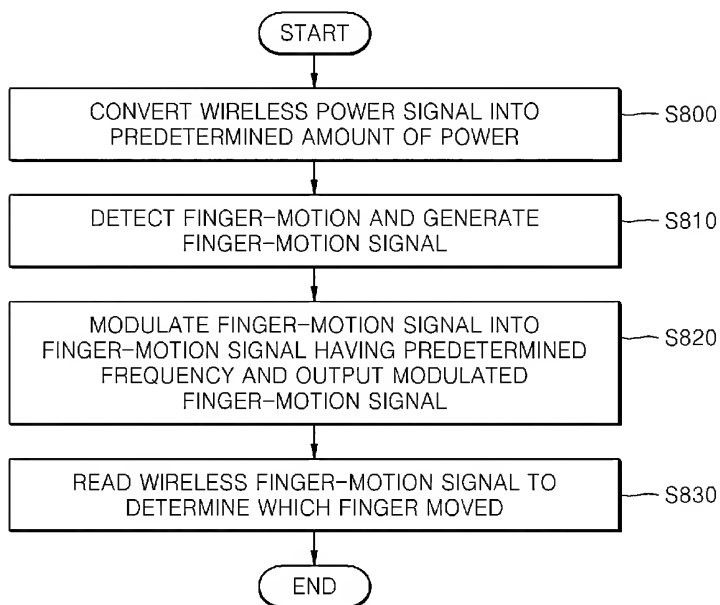 START
CONVERT WIRELESS POWER SIGNAL INTO
PREDETERMINED AMOUNT OF POWER
S800
DETECT FINGER-MOTION AND GENERATE
FINGER-MOTION SIGNAL
S810
MODULATE FINGER-MOTION SIGNAL INTO
FINGER-MOTION SIGNAL HAVING PREDETERMINED
FREQUENCY AND OUTPUT MODULATED
FINGER-MOTION SIGNAL
S820
READ WIRELESS FINGER-MOTION SIGNAL TO
DETERMINE WHICH FINGER MOVED
S830
END